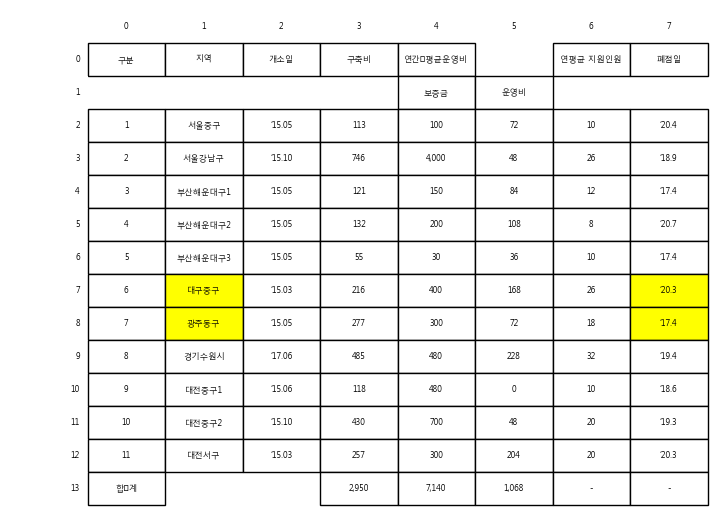 0 1 2 3 4 5 6 7
0 구분 지역 개소일 구축비 연간□평균운영비 연평균 지원인원 폐점일
1 보증금 운영비
2 1 서울중구 '15.05 113 100 72 10 '20.4
3 2 서울강남구 '15.10 746 4,000 48 26 '18.9
4 3 부산해운대구1 '15.05 121 150 84 12 '17.4
5 4 부산해운대구2 '15.05 132 200 108 8 '20.7
6 5 부산해운대구3 '15.05 55 30 36 10 '17.4
7 6 대구중구 '15.03 216 400 168 26 '20.3
8 7 광주동구 '15.05 277 300 72 18 '17.4
9 8 경기수원시 '17.06 485 480 228 32 '19.4
10 9 대전중구1 '15.06 118 480 0 10 '18.6
11 10 대전중구2 '15.10 430 700 48 20 '19.3
12 11 대전서구 '15.03 257 300 204 20 '20.3
13 합□계 2,950 7,140 1,068 - -